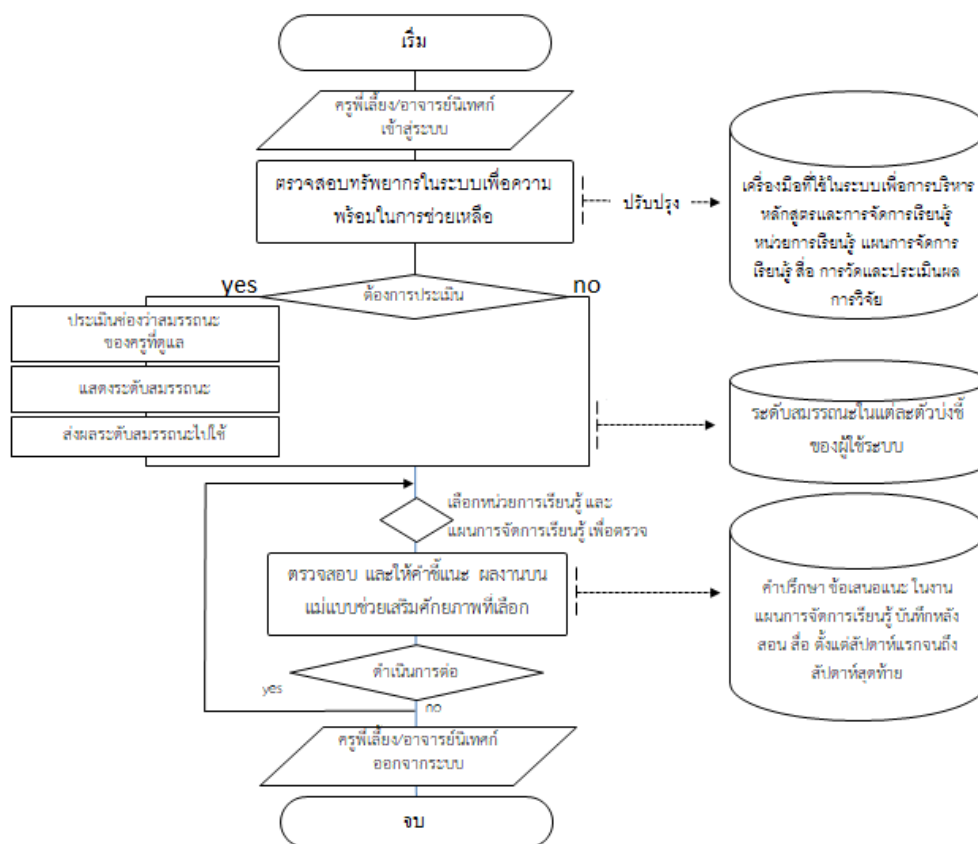 เริ่ม
ครูพี่เลี้ยง/อาจารย์นิเทศก์
เข้าสู่ระบบ
ตรวจสอบทรัพยากรในระบบเพื่อความ
พร้อมในการช่วยเหลือ
ปรับปรุง
เครื่องมือที่ใช้ในระบบเพื่อการบริหาร
หลักสูตรและการจัดการเรียนรู้
หน่วยการเรียนรู้ แผนการจัดการ
เรียนรู้ สื่อ การวัดและประเมินผล
การวิจัย
yes
ต้องการประเมิน
no
ประเมินช่องว่าสมรรถนะ
ของครูที่ดูแล
แสดงระดับสมรรถนะ
ส่งผลระดับสมรรถนะไปใช้
ระดับสมรรถนะในแต่ละตัวบ่งชี้
ของผู้ใช้ระบบ
เลือกหน่วยการเรียนรู้ และ
แผนการจัดการเรียนรู้ เพื่อตรวจ
ตรวจสอบ และให้คำชี้แนะ ผลงานบน
แม่แบบช่วยเสริมศักยภาพที่เลือก
คำปรึกษา ข้อเสนอแนะ ในงาน
แผนการจัดการเรียนรู้ บันทึกหลัง
สอน สื่อ ตั้งแต่สัปดาห์แรกจนถึง
สัปดาห์สุดท้าย
ดำเนินการต่อ
yes
no
ครูพี่เลี้ยง/อาจารย์นิเทศก์
ออกจากระบบ
จบ